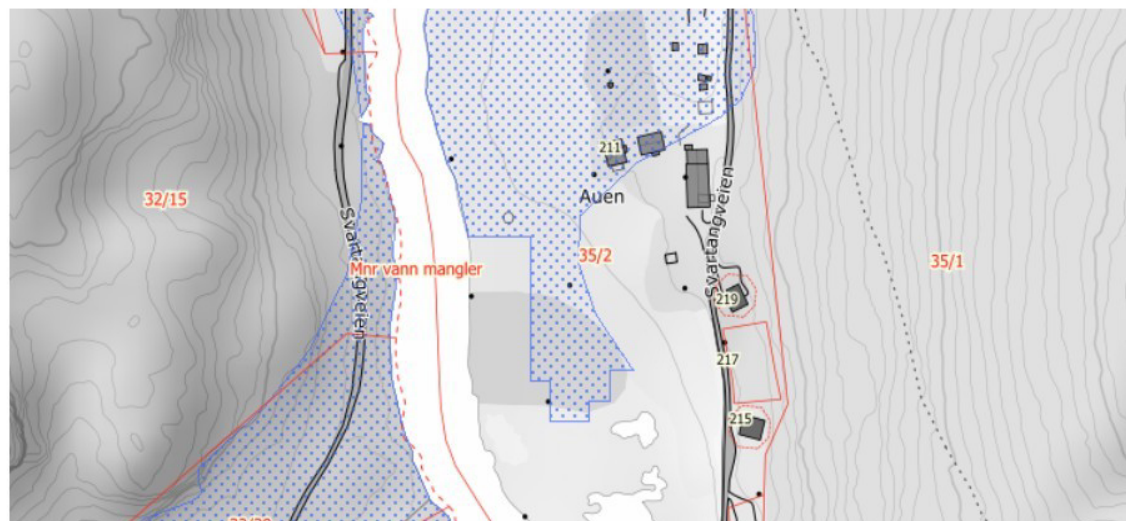 211
Auen
32/15
Svartangveien
Svartangveien
35/2
35/1
Mnr vann mangler
219
217
215